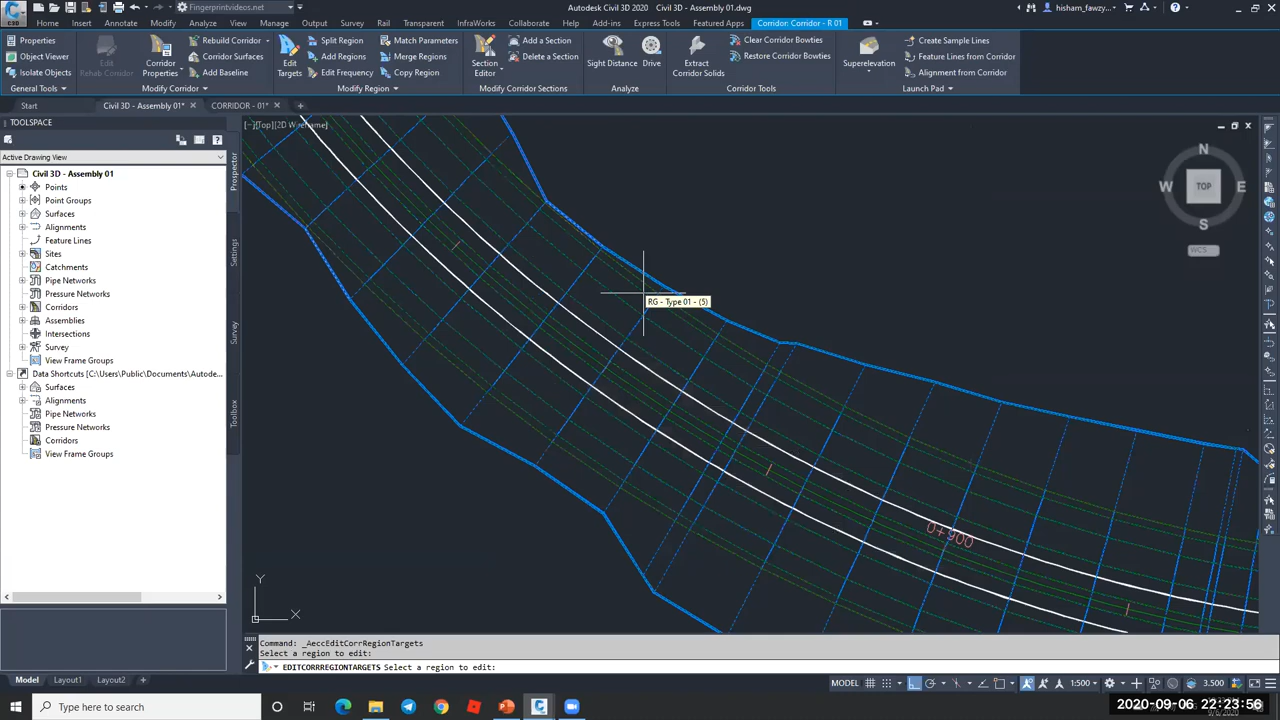 Fingerprintvideos.net
Autodesk Civil 3D 2020 Civil 3D - Assembly 01.dwg
hisham_fawzy...
Home Insert Annotate Modify Analyze View Manage Output Survey Rail Transparent InfraWorks Collaborate Help Add-ins Express Tools Featured Apps Corridor: Corridor - R 01
Properties
Object Viewer
Isolate Objects
General Tools
Edit Rehab Corridor
Corridor Properties
Rebuild Corridor
Corridor Surfaces
Add Baseline
Modify Corridor
Edit Targets
Split Region
Add Regions
Edit Frequency
Match Parameters
Merge Regions
Copy Region
Modify Region
Section Editor
Add a Section
Delete a Section
Modify Corridor Sections
Sight Distance
Drive
Analyze
Extract Corridor Solids
Clear Corridor Bowties
Restore Corridor Bowties
Corridor Tools
Superelevation
Create Sample Lines
Feature Lines from Corridor
Alignment from Corridor
Launch Pad
Start Civil 3D - Assembly 01* CORRIDOR - 01*
TOOLSPACE
Active Drawing View
Civil 3D - Assembly 01
Points
Point Groups
Surfaces
Alignments
Feature Lines
Sites
Catchments
Pipe Networks
Pressure Networks
Corridors
Assemblies
Intersections
Survey
View Frame Groups
Data Shortcuts [C:\Users\Public\Documents\Autode...
Surfaces
Alignments
Pipe Networks
Pressure Networks
Corridors
View Frame Groups
Prospector
Settings
Survey
Toolbox
[−][Top][2D Wireframe]
N
W TOP E
S
WCS
RG - Type 01 - (5)
0+900
Y
X
Command: _AeccEditCorrRegionTargets
Select a region to edit:
EDITCORRREGIONTARGETS Select a region to edit:
Model Layout1 Layout2
MODEL 1:500 3.500
Type here to search
2020-09-06 22:23:56